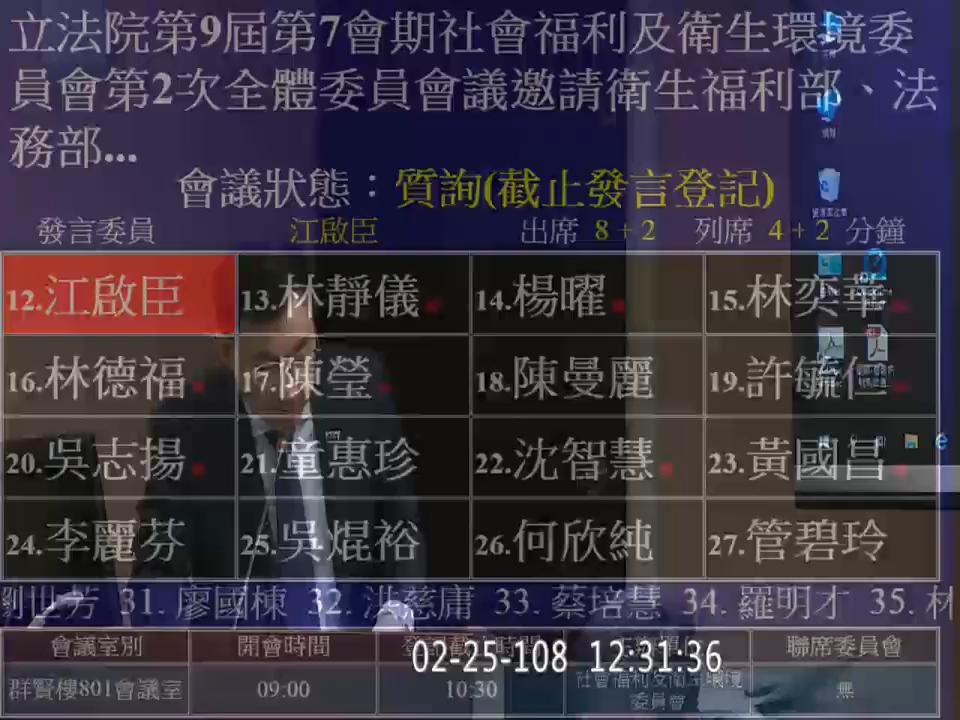 立法院第9屆第7會期社會福利及衛生環境委
員會第2次全體委員會議邀請衛生福利部、法
務部...
會議狀態：質詢(截止發言登記)
發言委員 江啟臣 出席 8 + 2 列席 4 + 2 分鐘
12.江啟臣 13.林靜儀 14.楊曜 15.林奕華
16.林德福 17.陳瑩 18.陳曼麗 19.許毓仁
20.吳志揚 21.童惠珍 22.沈智慧 23.黃國昌
24.李麗芬 25.吳焜裕 26.何欣純 27.管碧玲
劉世芳 31. 廖國棟 32. 洪慈庸 33. 蔡培慧 34. 羅明才 35. 林
會議室別 開會時間 聯席委員會
02-25-108 12:31:36
群賢樓801會議室 09:00 10:30 社會福利及衛生環境
委員會 無